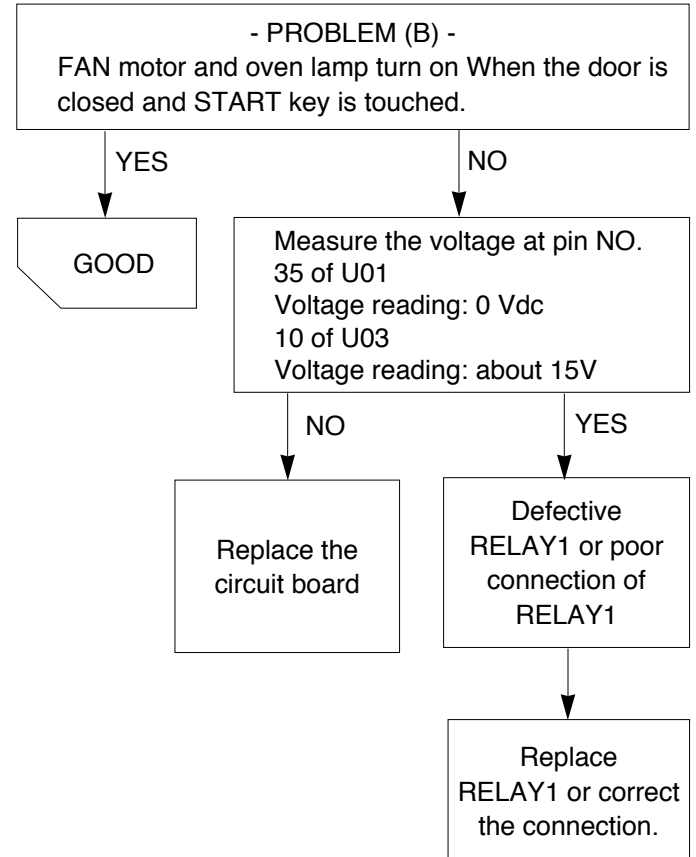 - PROBLEM (B) -
FAN motor and oven lamp turn on When the door is
closed and START key is touched.
YES
NO
GOOD
Measure the voltage at pin NO.
35 of U01
Voltage reading: 0 Vdc
10 of U03
Voltage reading: about 15V
NO
YES
Replace the
circuit board
Defective
RELAY1 or poor
connection of
RELAY1
Replace
RELAY1 or correct
the connection.